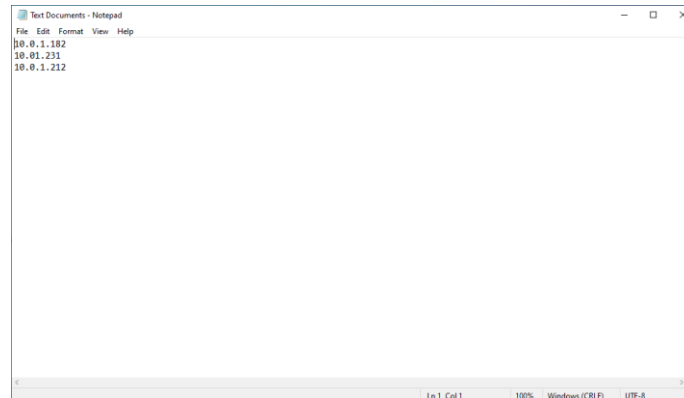 Text Documents - Notepad
File Edit Format View Help
10.0.1.182
10.01.231
10.0.1.212
Ln 1, Col 1 100% Windows (CRLF) UTF-8